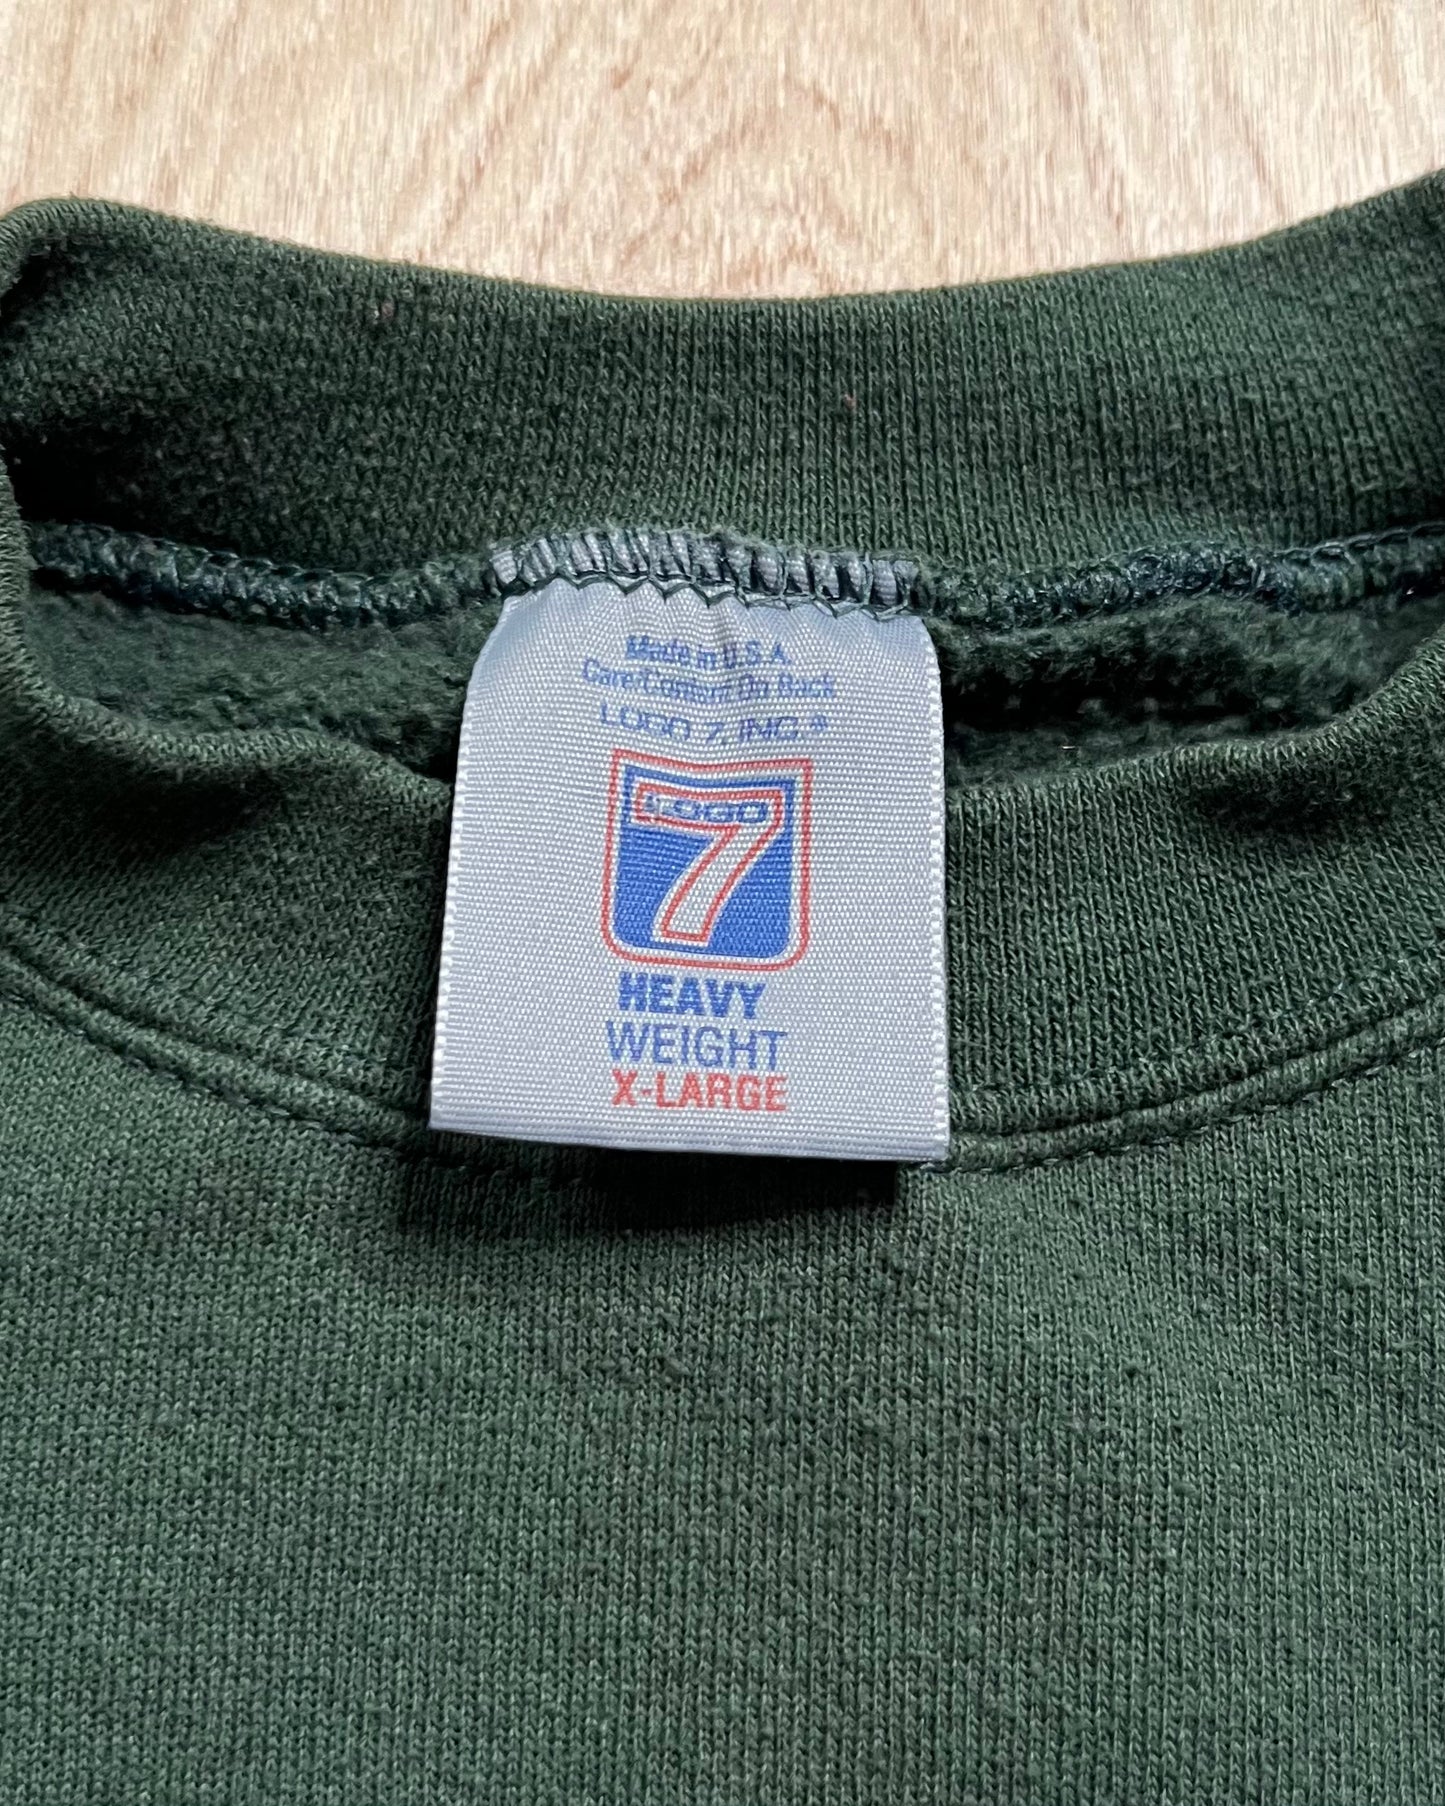 Made in U.S.A.
Care/Content On Back
LOGO 7, INC.®
LOGO
7
HEAVY
WEIGHT
X-LARGE